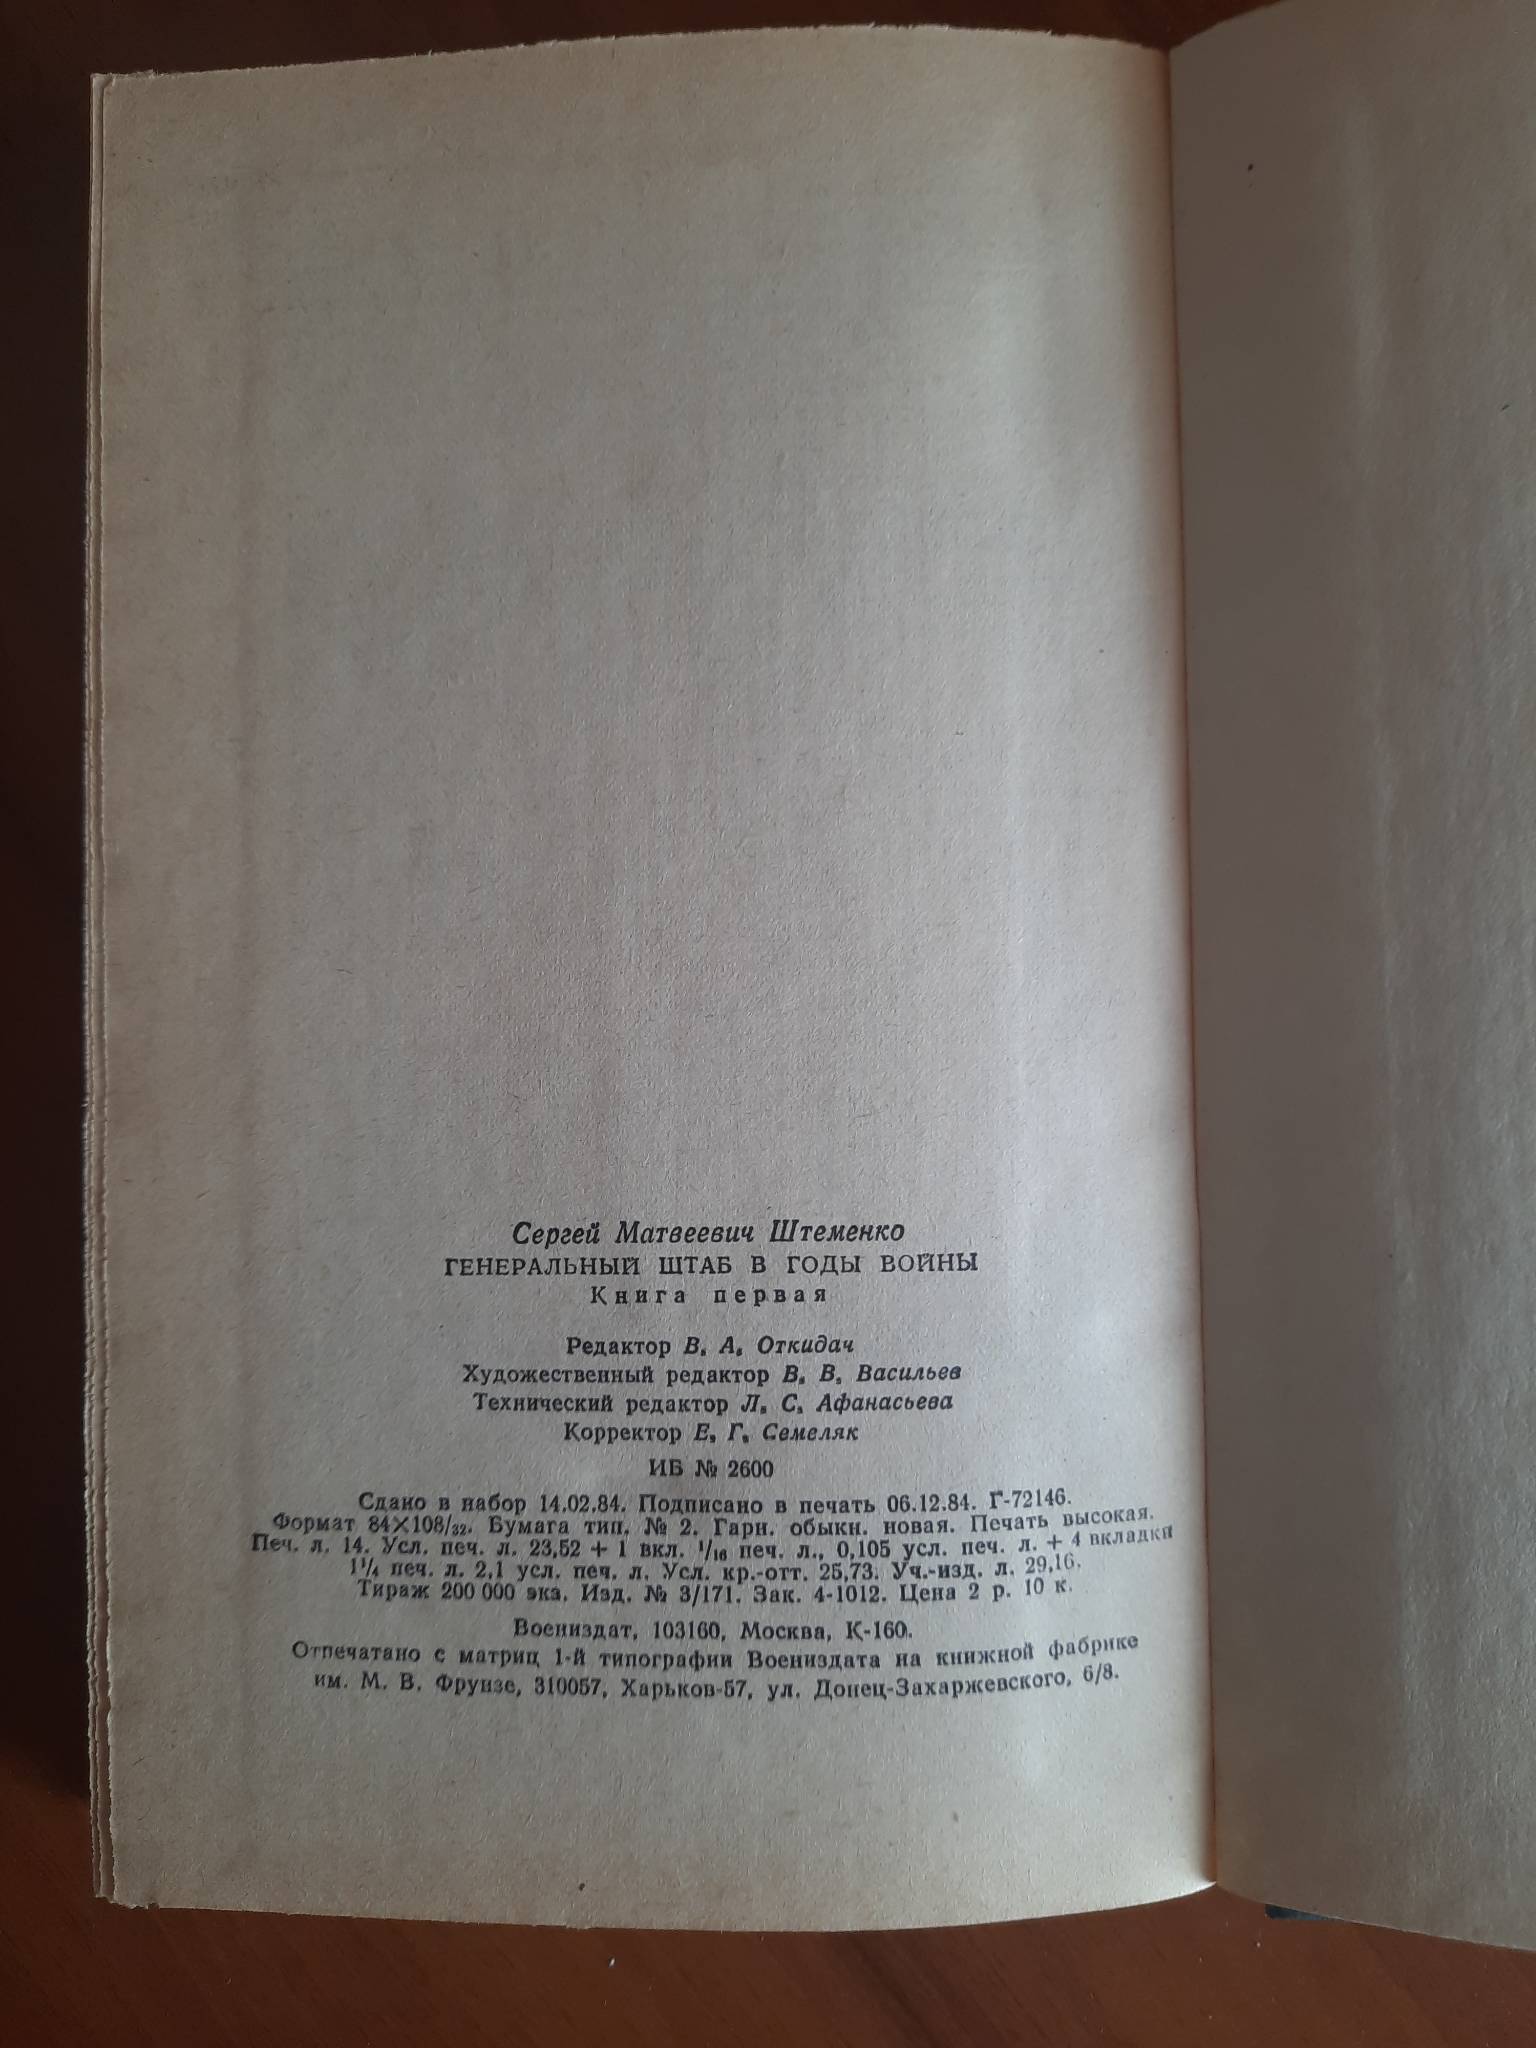 Сергей Матвеевич Штеменко
ГЕНЕРАЛЬНЫЙ ШТАБ В ГОДЫ ВОЙНЫ
Книга первая
Редактор В. А. Откидач
Художественный редактор В. В. Васильев
Технический редактор Л. С. Афанасьева
Корректор Е. Г. Семеляк
ИБ № 2600
Сдано в набор 14.02.84. Подписано в печать 06.12.84. Г-72146.
Формат 84×108/32. Бумага тип. № 2. Гарн. обыкн. новая. Печать высокая.
Печ. л. 14. Усл. печ. л. 23,52 + 1 вкл. 1/16 печ. л., 0,105 усл. печ. л. + 4 вкладки
1 1/4 печ. л. 2,1 усл. печ. л. Усл. кр.-отт. 25,73. Уч.-изд. л. 29,16.
Тираж 200 000 экз. Изд. № 3/171. Зак. 4-1012. Цена 2 р. 10 к.
Воениздат, 103160, Москва, К-160.
Отпечатано с матриц 1-й типографии Воениздата на книжной фабрике
им. М. В. Фрунзе, 310057, Харьков-57, ул. Донец-Захаржевского, 6/8.